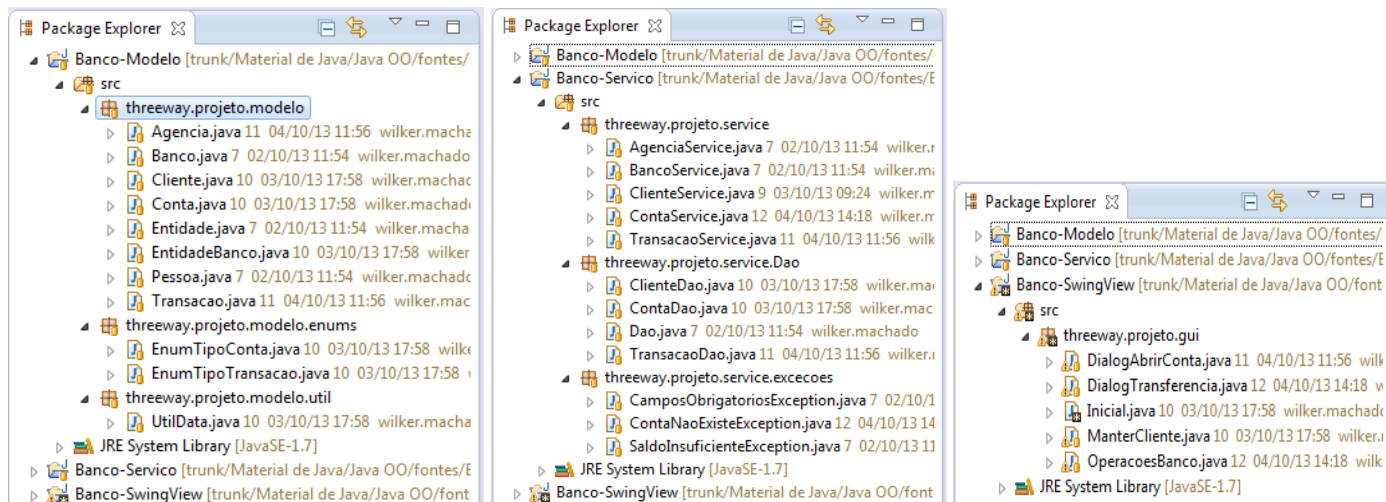 Package Explorer
Banco-Modelo [trunk/Material de Java/Java OO/fontes/
src
threeway.projeto.modelo
Agencia.java 11 04/10/13 11:56 wilker.macha
Banco.java 7 02/10/13 11:54 wilker.machado
Cliente.java 10 03/10/13 17:58 wilker.machad
Conta.java 10 03/10/13 17:58 wilker.machado
Entidade.java 7 02/10/13 11:54 wilker.macha
EntidadeBanco.java 10 03/10/13 17:58 wilker
Pessoa.java 7 02/10/13 11:54 wilker.machado
Transacao.java 11 04/10/13 11:56 wilker.mac
threeway.projeto.modelo.enums
EnumTipoConta.java 10 03/10/13 17:58 wilke
EnumTipoTransacao.java 10 03/10/13 17:58
threeway.projeto.modelo.util
UtilData.java 10 03/10/13 17:58 wilker.macha
JRE System Library [JavaSE-1.7]
Banco-Servico [trunk/Material de Java/Java OO/fontes/E
Banco-SwingView [trunk/Material de Java/Java OO/font
Package Explorer
Banco-Modelo [trunk/Material de Java/Java OO/fontes/
Banco-Servico [trunk/Material de Java/Java OO/fontes/E
src
threeway.projeto.service
AgenciaService.java 7 02/10/13 11:54 wilker.r
BancoService.java 7 02/10/13 11:54 wilker.ma
ClienteService.java 9 03/10/13 09:24 wilker.m
ContaService.java 12 04/10/13 14:18 wilker.m
TransacaoService.java 11 04/10/13 11:56 wilk
threeway.projeto.service.Dao
ClienteDao.java 10 03/10/13 17:58 wilker.ma
ContaDao.java 10 03/10/13 17:58 wilker.mac
Dao.java 7 02/10/13 11:54 wilker.machado
TransacaoDao.java 11 04/10/13 11:56 wilker.
threeway.projeto.service.excecoes
CamposObrigatoriosException.java 7 02/10/1
ContaNaoExisteException.java 12 04/10/13 14
SaldoInsuficienteException.java 7 02/10/13 11
JRE System Library [JavaSE-1.7]
Banco-SwingView [trunk/Material de Java/Java OO/font
Package Explorer
Banco-Modelo [trunk/Material de Java/Java OO/fontes/
Banco-Servico [trunk/Material de Java/Java OO/fontes/E
Banco-SwingView [trunk/Material de Java/Java OO/font
src
threeway.projeto.gui
DialogAbrirConta.java 11 04/10/13 11:56 wilk
DialogTransferencia.java 12 04/10/13 14:18 w
Inicial.java 10 03/10/13 17:58 wilker.machado
ManterCliente.java 10 03/10/13 17:58 wilker.
OperacoesBanco.java 12 04/10/13 14:18 wilk
JRE System Library [JavaSE-1.7]